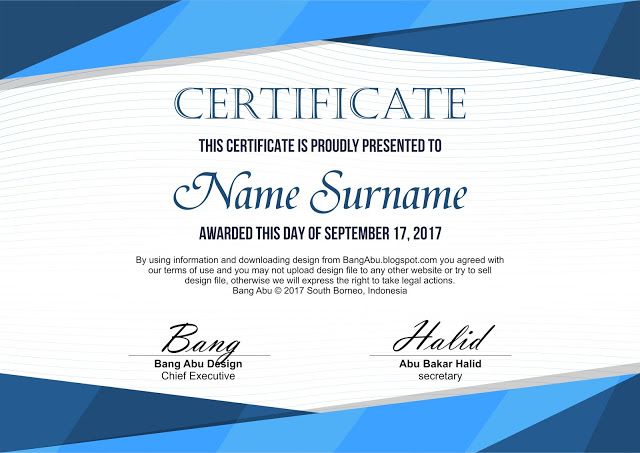 CERTIFICATE
THIS CERTIFICATE IS PROUDLY PRESENTED TO
Name Surname
AWARDED THIS DAY OF SEPTEMBER 17, 2017
By using information and downloading design from BangAbu.blogspot.com you agreed with
our terms of use and you may not upload design file to any other website or try to sell
design file, otherwise we will express the right to take legal actions.
Bang Abu © 2017 South Borneo, Indonesia
Bang
Bang Abu Design
Chief Executive
Halid
Abu Bakar Halid
secretary